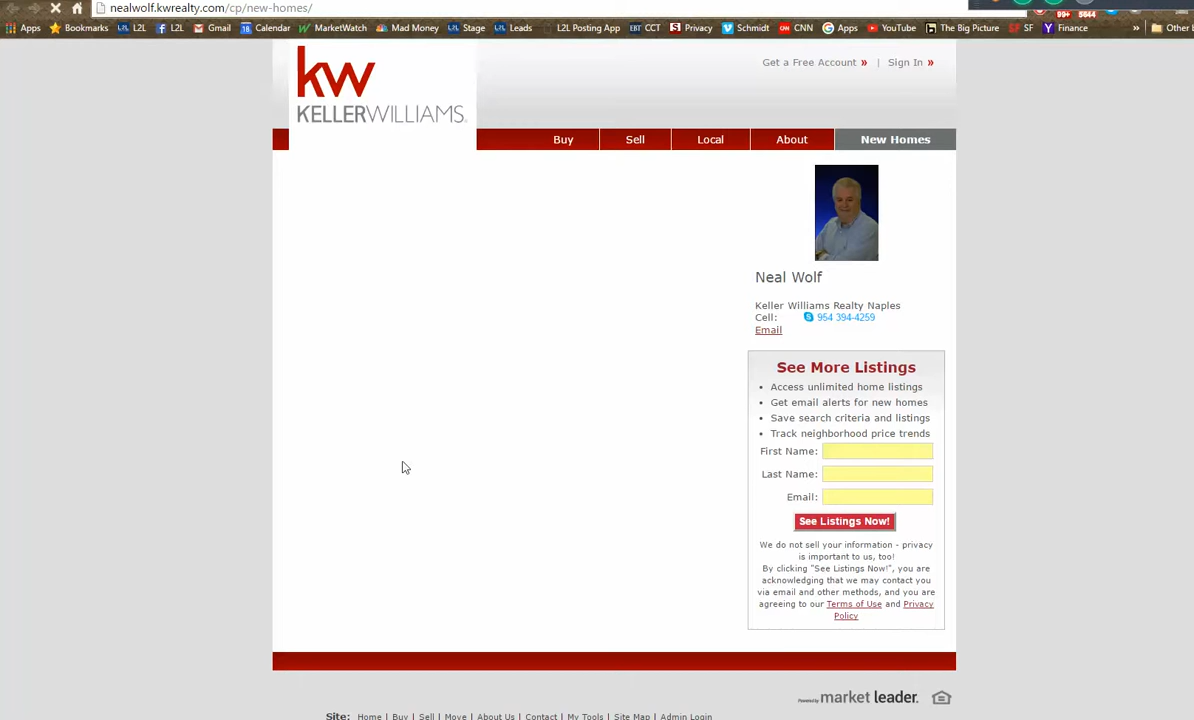 nealwolf.kwrealty.com/cp/new-homes/
Apps Bookmarks L2L L2L Gmail 18 Calendar MarketWatch Mad Money Stage Leads L2L Posting App EBT CCT Privacy Schmidt CNN Apps YouTube The Big Picture SF SF Finance » Other b
99+ 5644
kw
KELLERWILLIAMS.
Get a Free Account » | Sign In »
Buy Sell Local About New Homes
Neal Wolf
Keller Williams Realty Naples
Cell: 954 394-4259
Email
See More Listings
• Access unlimited home listings
• Get email alerts for new homes
• Save search criteria and listings
• Track neighborhood price trends
First Name:
Last Name:
Email:
See Listings Now!
We do not sell your information - privacy
is important to us, too!
By clicking "See Listings Now!", you are
acknowledging that we may contact you
via email and other methods, and you are
agreeing to our Terms of Use and Privacy
Policy
Powered by market leader.
Site: Home | Buy | Sell | Move | About Us | Contact | My Tools | Site Map | Admin Login